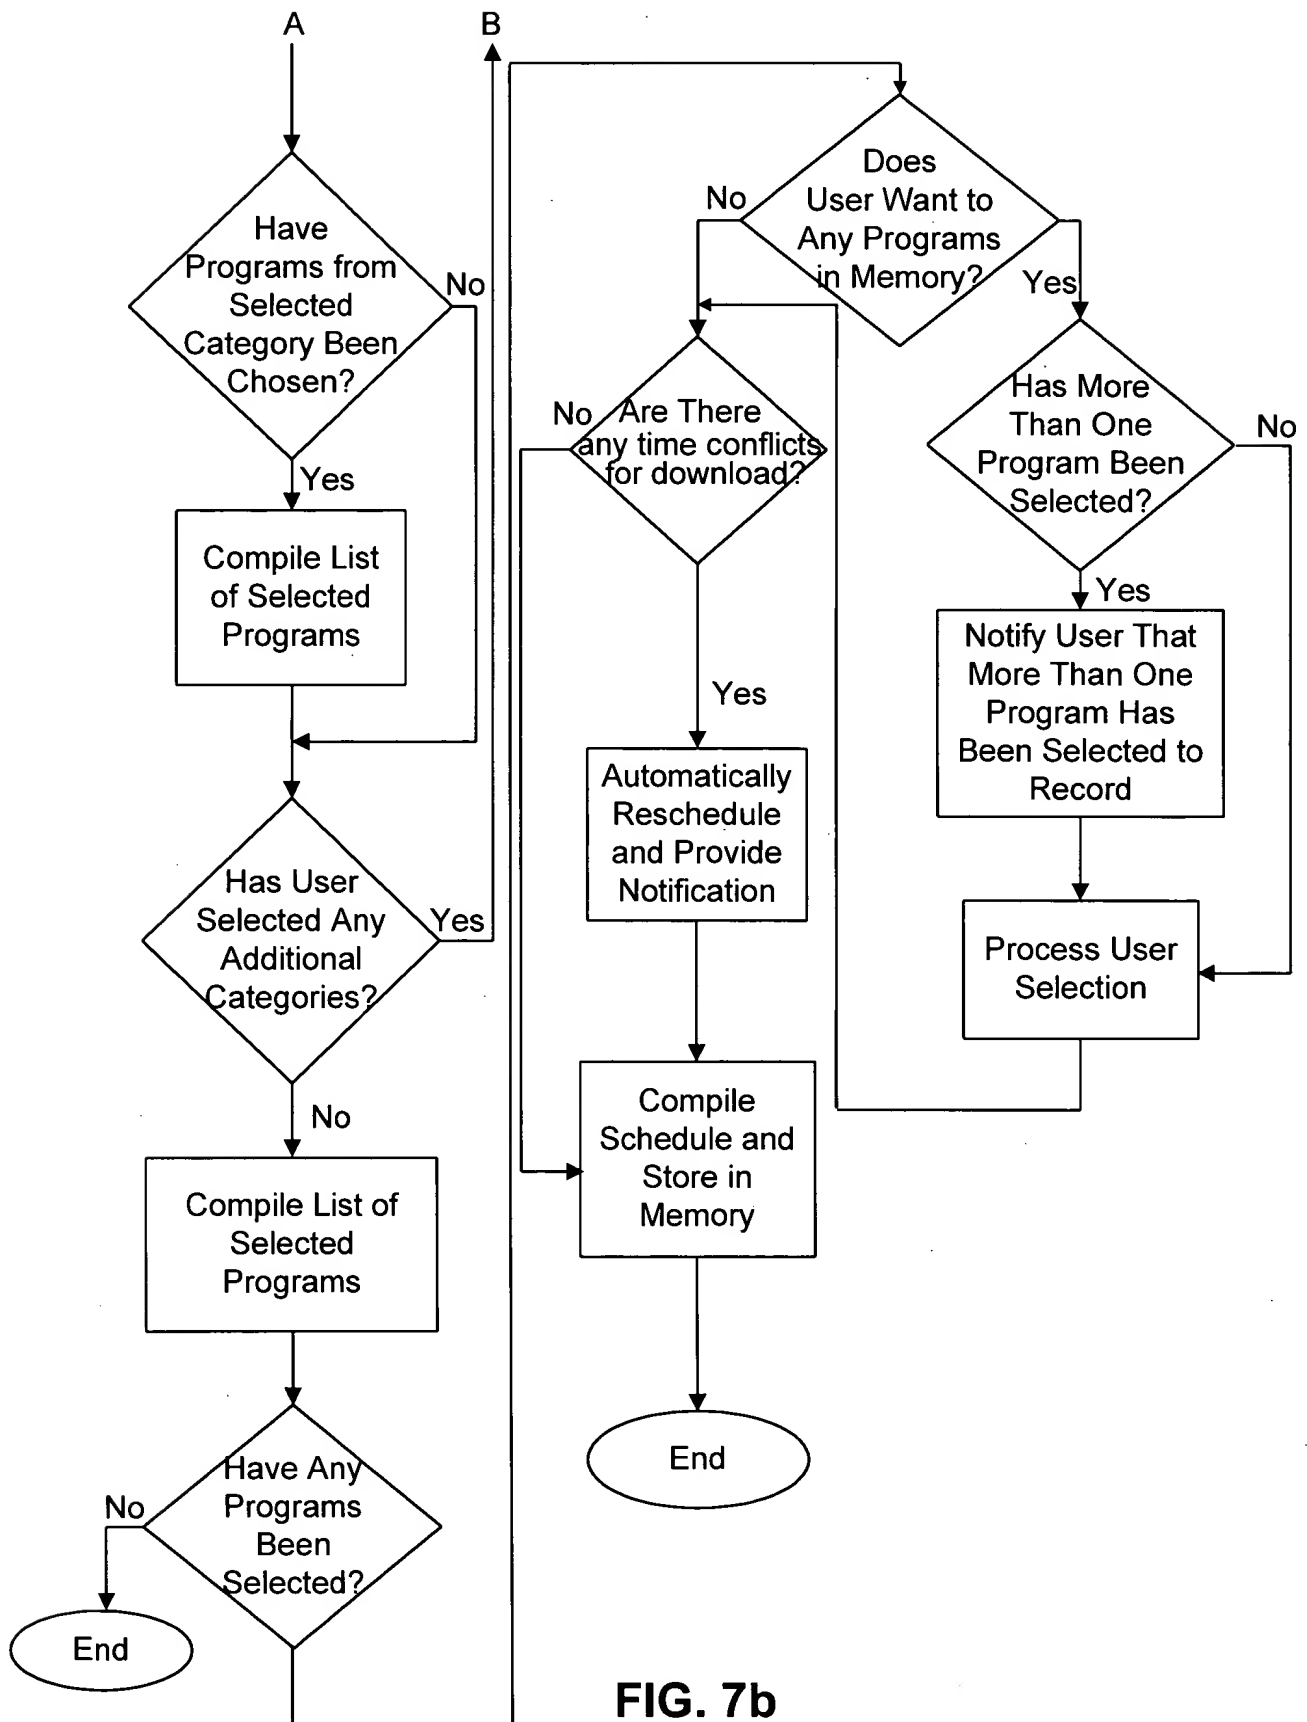 A
Have
Programs from
Selected
Category Been
Chosen?
No
Yes
Compile List
of Selected
Programs
Has User
Selected Any
Additional
Categories?
Yes
No
Compile List of
Selected
Programs
Have Any
Programs
Been
Selected?
No
End
B
Does
User Want to
Any Programs
in Memory?
No
Yes
Are There
any time conflicts
for download?
No
Yes
Automatically
Reschedule
and Provide
Notification
Compile
Schedule and
Store in
Memory
End
Has More
Than One
Program Been
Selected?
No
Yes
Notify User That
More Than One
Program Has
Been Selected to
Record
Process User
Selection
FIG. 7b